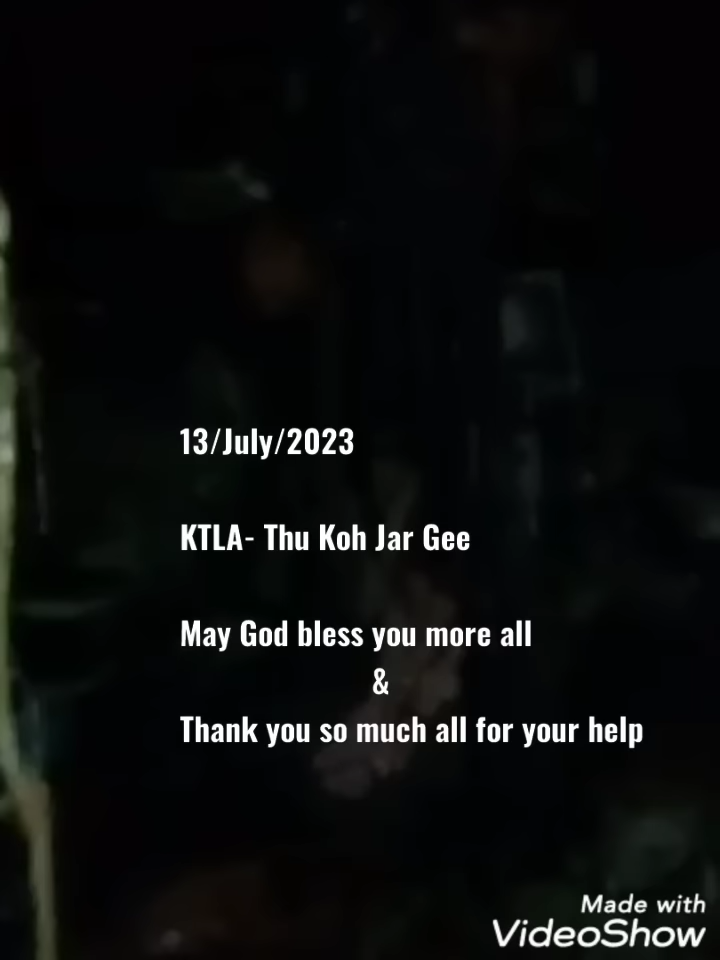 13/July/2023
KTLA- Thu Koh Jar Gee
May God bless you more all
&
Thank you so much all for your help
Made with
VideoShow